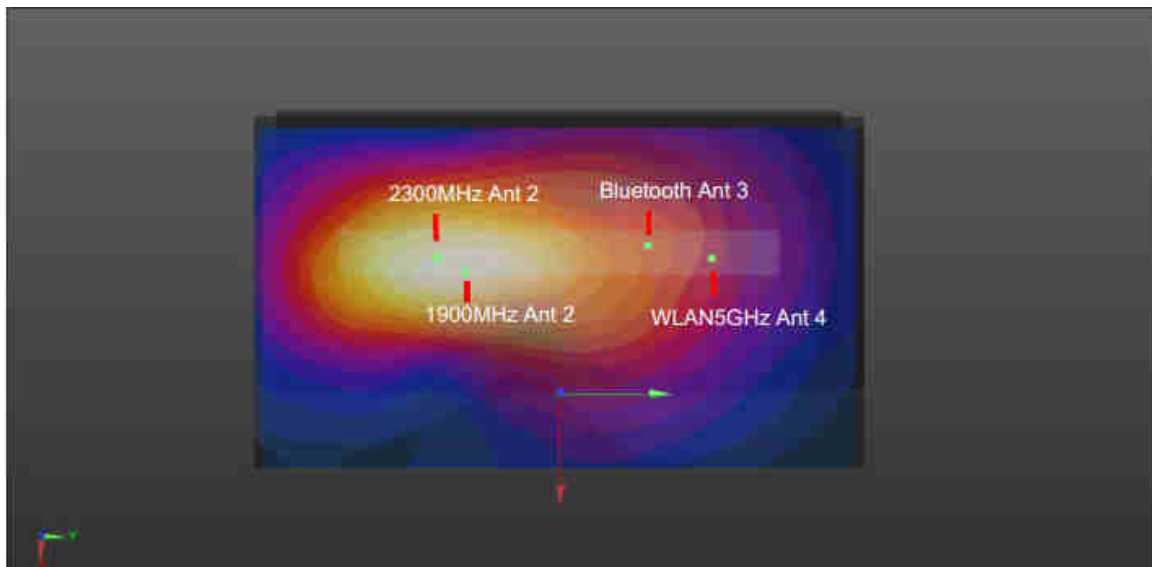 2300MHz Ant 2
Bluetooth Ant 3
1900MHz Ant 2
WLAN5GHz Ant 4
Y